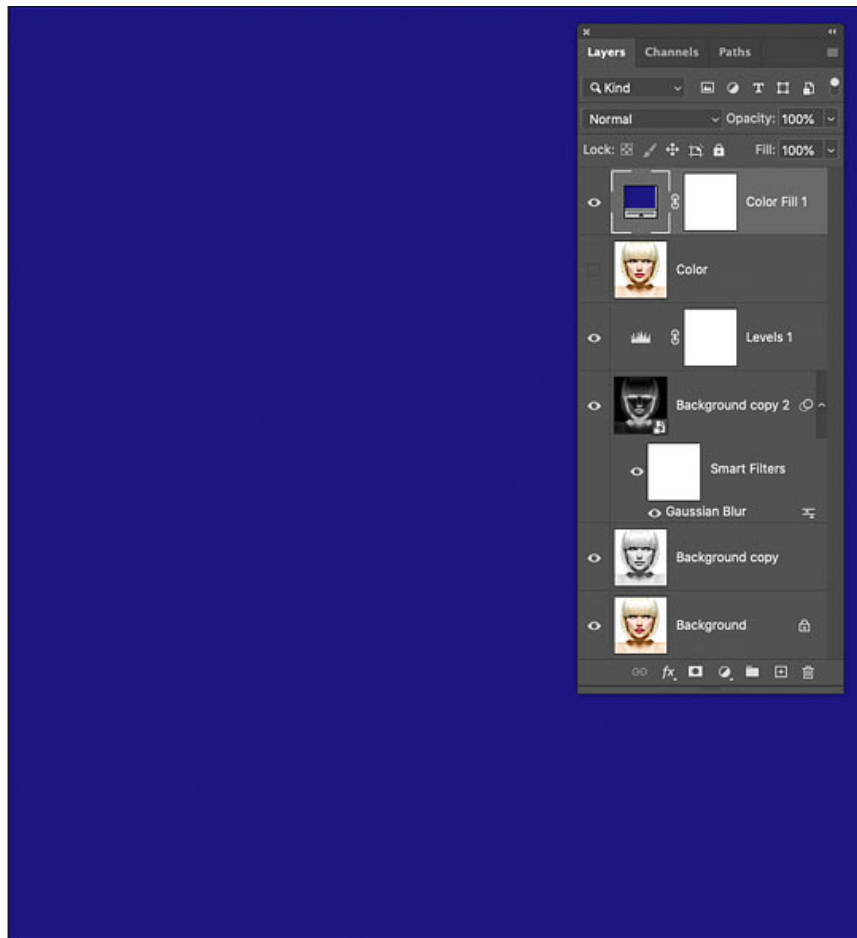 Layers Channels Paths
Kind
Normal Opacity: 100%
Lock: Fill: 100%
Color Fill 1
Color
Levels 1
Background copy 2
Smart Filters
Gaussian Blur
Background copy
Background
fx